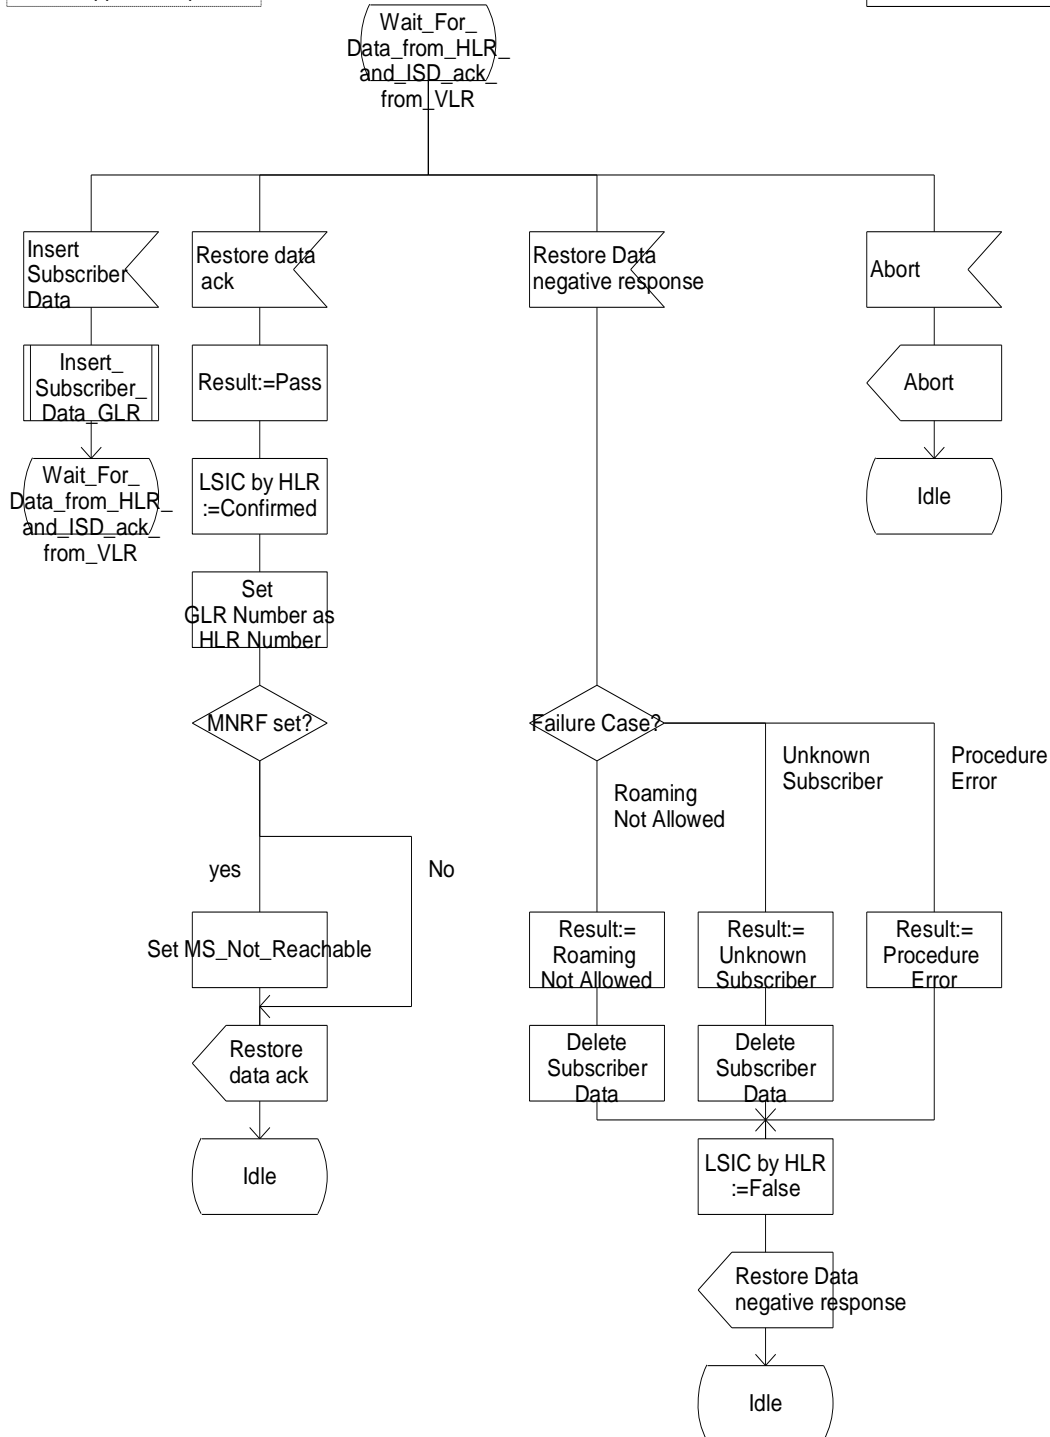 Wait_For_
Data_from_HLR_
and_ISD_ack_
from_VLR
Insert
Subscriber
Data
Restore data
ack
Restore Data
negative response
Abort
Insert_
Subscriber_
Data_GLR
Result:=Pass
Abort
Wait_For_
Data_from_HLR_
and_ISD_ack_
from_VLR
LSIC by HLR
:=Confirmed
Idle
Set
GLR Number as
HLR Number
MNRF set?
Failure Case?
Unknown
Subscriber
Procedure
Error
Roaming
Not Allowed
yes
No
Set MS_Not_Reachable
Result:=
Roaming
Not Allowed
Result:=
Unknown
Subscriber
Result:=
Procedure
Error
Restore
data ack
Delete
Subscriber
Data
Delete
Subscriber
Data
Idle
LSIC by HLR
:=False
Restore Data
negative response
Idle